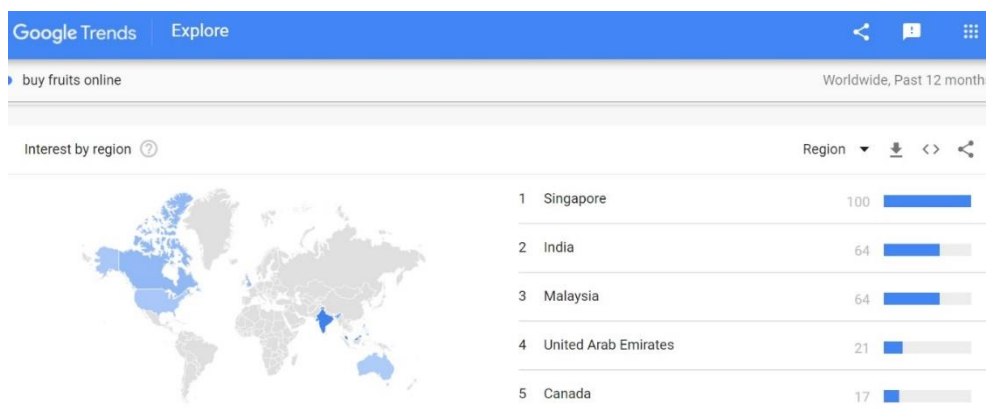 Google Trends Explore
buy fruits online Worldwide, Past 12 month
Interest by region ? Region <>
1 Singapore 100
2 India 64
3 Malaysia 64
4 United Arab Emirates 21
5 Canada 17